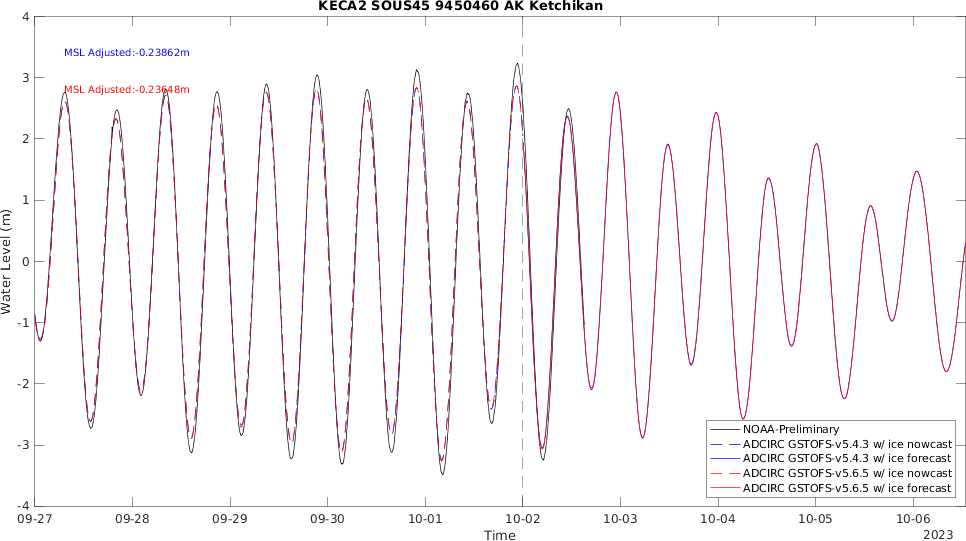 KECA2 SOUS45 9450460 AK Ketchikan
4
MSL Adjusted:-0.23862m
3
MSL Adjusted:-0.23648m
2
1
Water Level (m)
0
-1
-2
-3
NOAA-Preliminary
ADCIRC GSTOFS-v5.4.3 w/ ice nowcast
ADCIRC GSTOFS-v5.4.3 w/ ice forecast
ADCIRC GSTOFS-v5.6.5 w/ ice nowcast
ADCIRC GSTOFS-v5.6.5 w/ ice forecast
-4
09-27 09-28 09-29 09-30 10-01 10-02 10-03 10-04 10-05 10-06
Time
2023